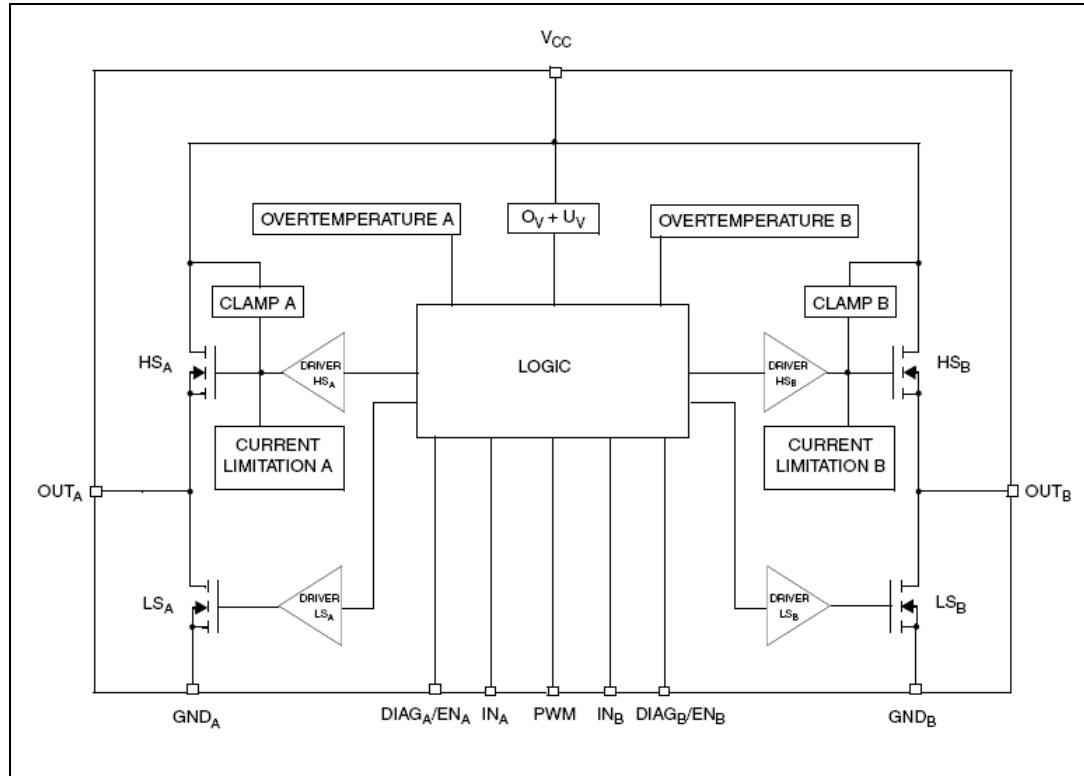 VCC
OVERTEMPERATURE A
OV + UV
OVERTEMPERATURE B
CLAMP A
CLAMP B
HSA
DRIVER
HSA
LOGIC
DRIVER
HSB
HSB
CURRENT
LIMITATION A
CURRENT
LIMITATION B
OUTA
OUTB
LSA
DRIVER
LSA
DRIVER
LSB
LSB
GNDA
DIAGA/ENA
INA
PWM
INB
DIAGB/ENB
GNDB